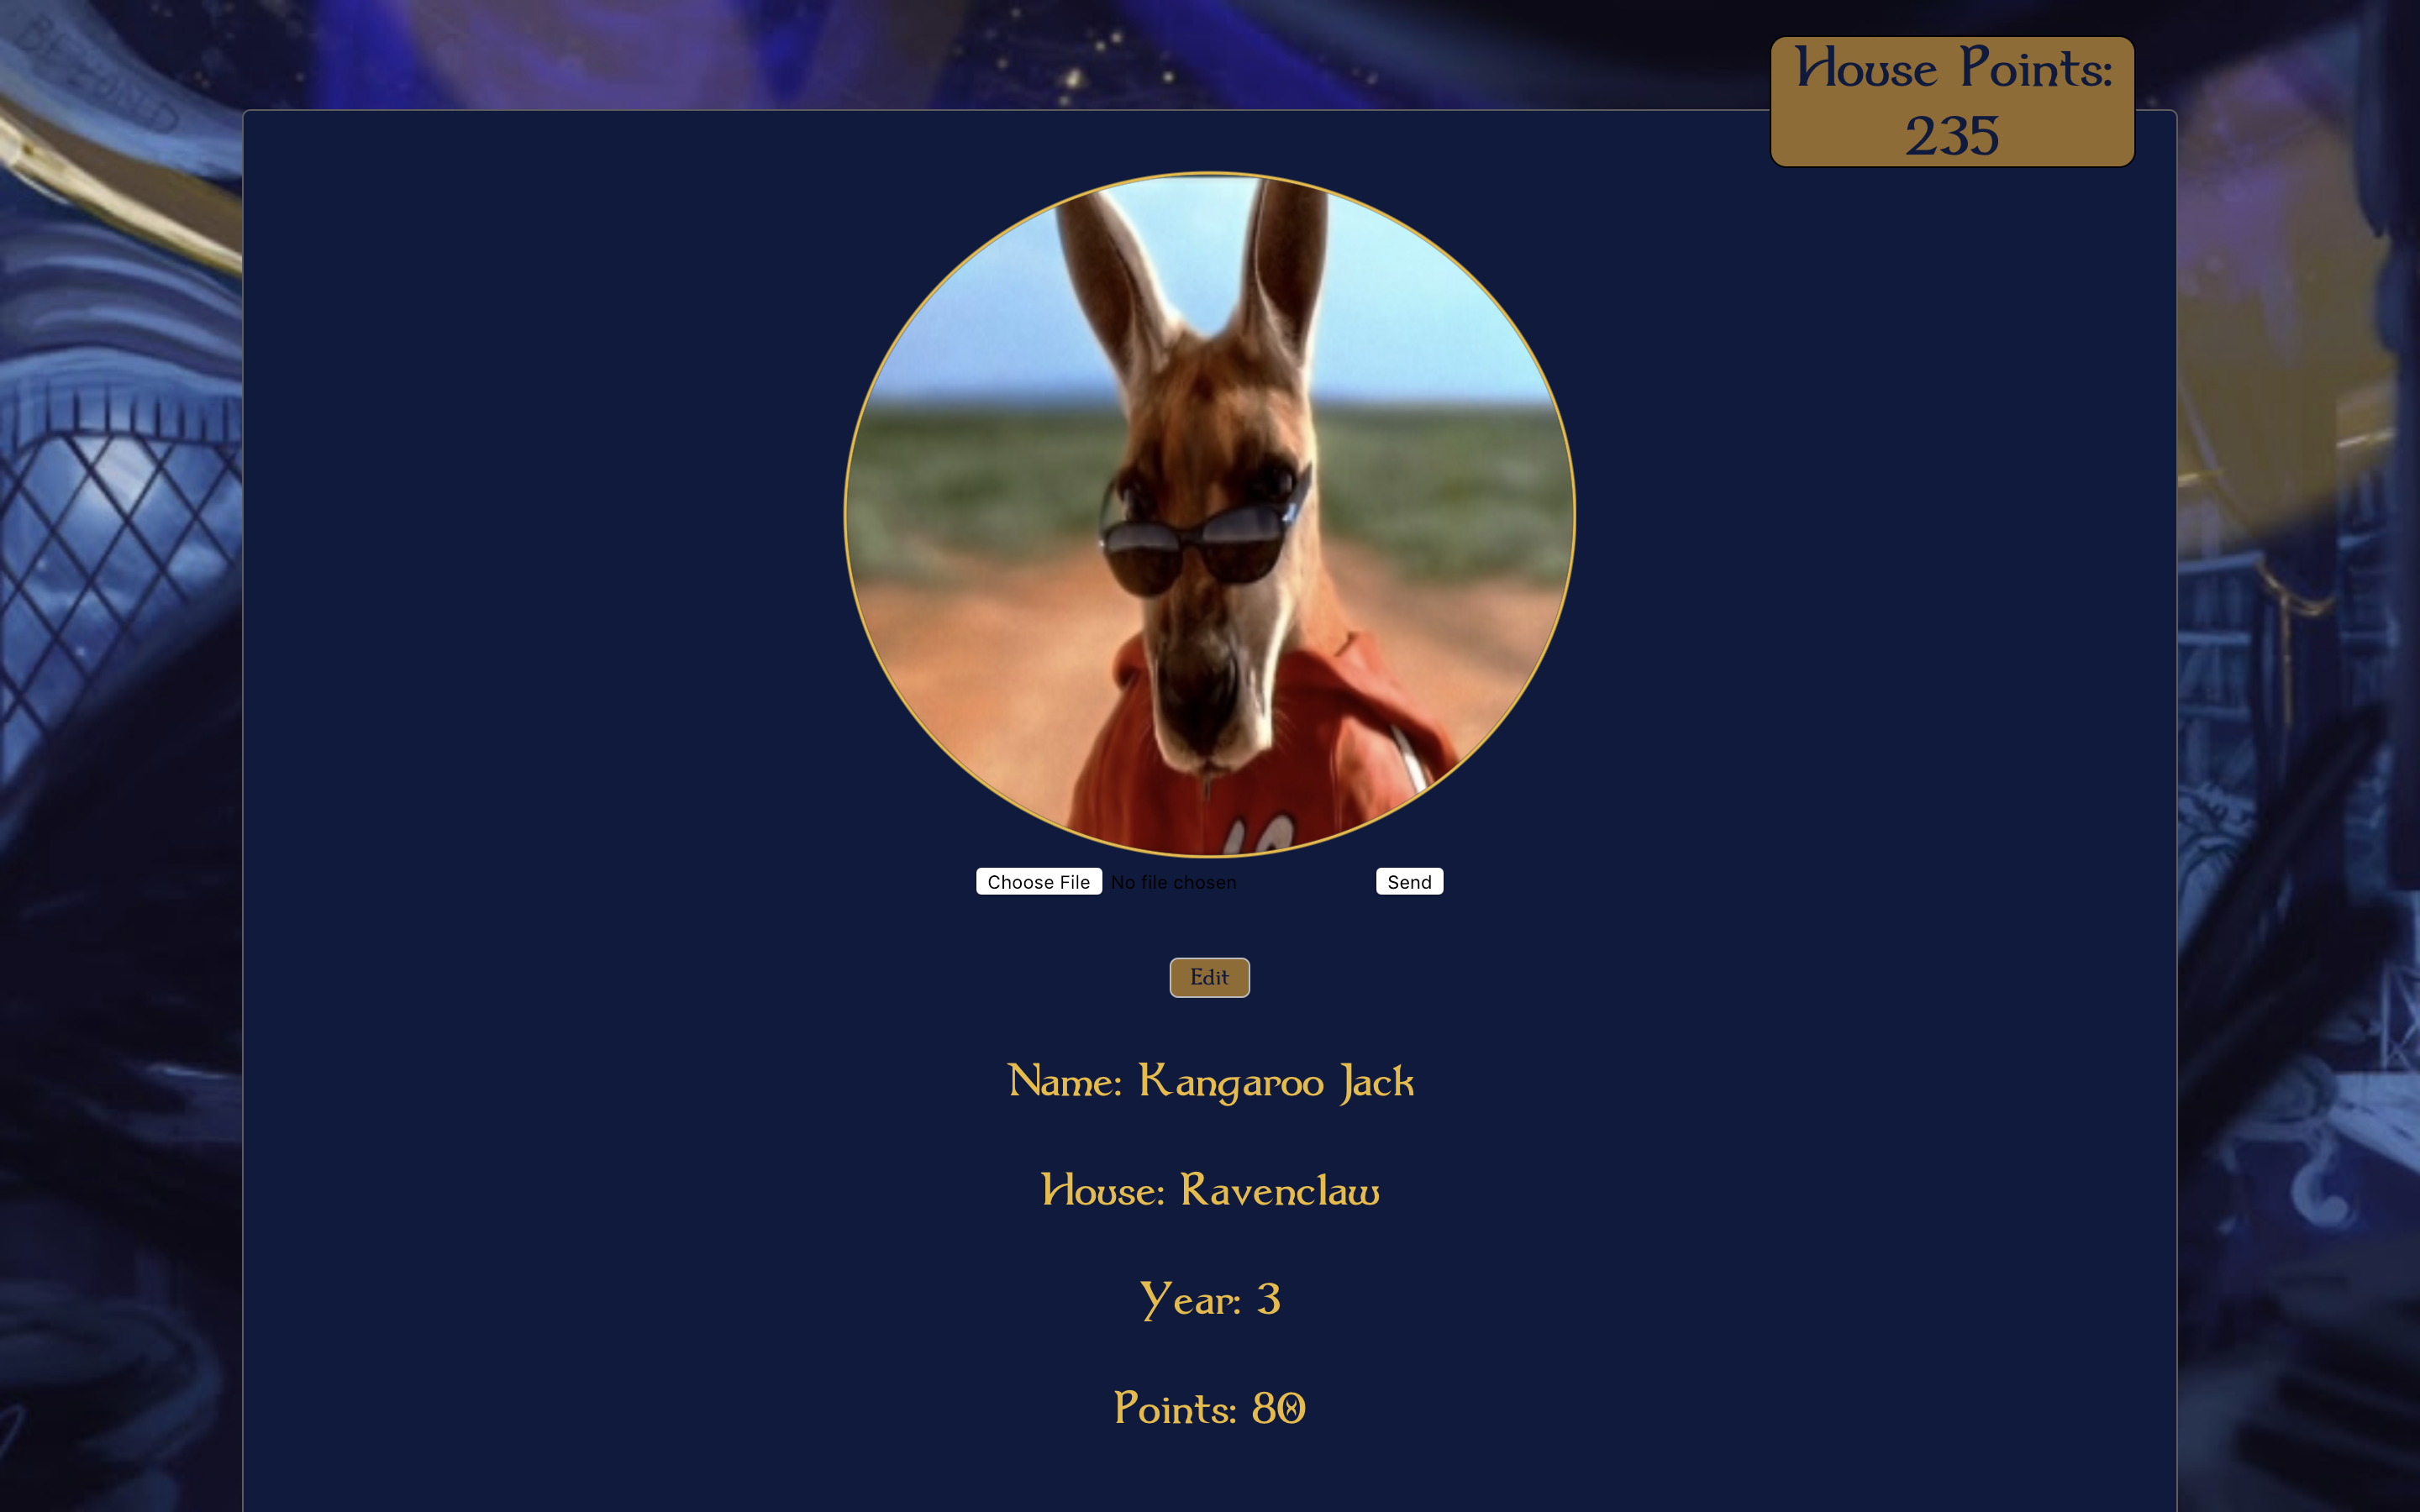 BEYOND
House Points:
235
Choose File No file chosen Send
Edit
Name: Kangaroo Jack
House: Ravenclaw
Year: 3
Points: 80